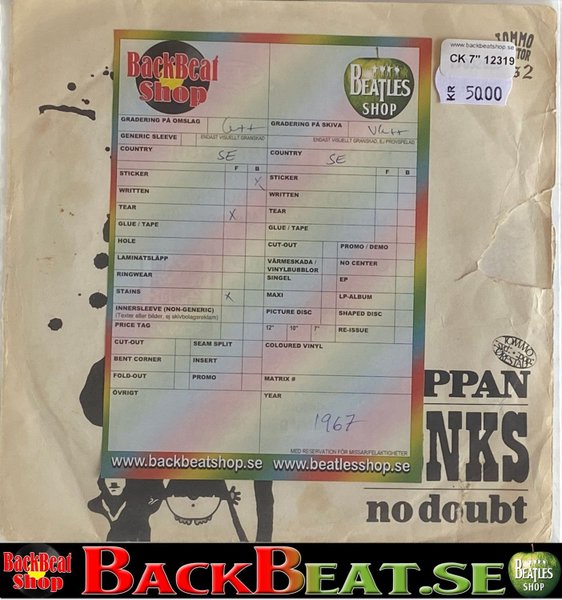 TOMMO
www.backbeatshop.se
CK 7" 12319
KR 50.00
32
BackBeat
Shop
BEATLES
SHOP
GRADERING PÅ OMSLAG
GRADERING PÅ SKIVA
GENERIC SLEEVE ENDAST VISUELLT GRANSKAD
ENDAST VISUELLT GRANSKAD, EJ PROVSPELAD
COUNTRY SE
COUNTRY SE
F B
F B
STICKER X
STICKER
WRITTEN
WRITTEN
TEAR X
TEAR
GLUE / TAPE
GLUE / TAPE
HOLE
CUT-OUT PROMO / DEMO
LAMINATSLÄPP
VÄRMESKADA / VINYLBUBBLOR NO CENTER
RINGWEAR
SINGEL EP
STAINS X
MAXI LP-ALBUM
INNERSLEEVE (NON-GENERIC)
(Texter eller bilder, ej skivbolagsreklam)
PICTURE DISC SHAPED DISC
PRICE TAG
12" 10" 7" RE-ISSUE
CUT-OUT SEAM SPLIT
COLOURED VINYL
BENT CORNER INSERT
FOLD-OUT PROMO
MATRIX #
ÖVRIGT
YEAR
1967
MED RESERVATION FÖR MISSAR/FELAKTIGHETER
www.backbeatshop.se www.beatlesshop.se
TOMMO
PPAN
NKS
no doubt
BackBeat
Shop
BACKBEAT.SE
BEATLES
SHOP